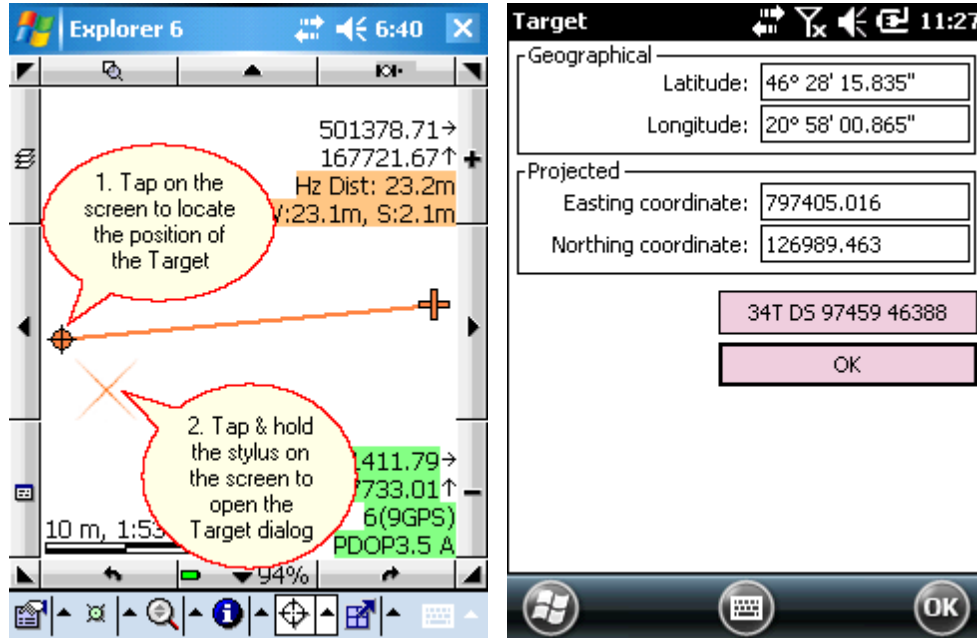 Explorer 6 6:40
501378.71→
167721.67↑
Hz Dist: 23.2m
:23.1m, S:2.1m
1. Tap on the
screen to locate
the position of
the Target
2. Tap & hold
the stylus on
the screen to
open the
Target dialog
411.79→
733.01↑
6(9GPS)
PDOP3.5 A
10 m, 1:53
94%
Target 11:27
Geographical
Latitude: 46° 28' 15.835"
Longitude: 20° 58' 00.865"
Projected
Easting coordinate: 797405.016
Northing coordinate: 126989.463
34T DS 97459 46388
OK
OK